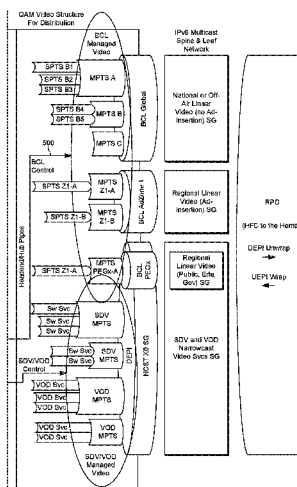 QAM Video Structure
For Distribution
IPv6 Multicast
Spine & Leaf
Network
BCL
Managed
Video
SPTS B1
SPTS B2
SPTS B3
MPTS A
SPTS B4
SPTS B5
MPTS B
MPTS C
500
BCL
Control
BCL Global
National or Off-
Air Linear
Video (no Ad-
Insertion) SG
SPTS Z1-A
MPTS
Z1-A
SPTS Z1-B
MPTS
Z1-B
BCL AdZone 1
Regional Linear
Video (Ad-
Insertion) SG
SPTS Z1-A
MPTS
PEGx-A
BCL
PEGx
Regional
Linear Video
(Public, Edu,
Gov) SG
Headend/Hub Pipes
RPD
(HFC to the Home)
DEPI Unwrap
UEPI Wrap
Sw Svc
Sw Svc
Sw Svc
SDV
MPTS
Sw Svc
Sw Svc
SDV
MPTS
DEPI
SDV/VOD
Control
VOD Svc
VOD Svc
VOD Svc
VOD
MPTS
VOD Svc
VOD Svc
VOD
MPTS
SDV/VOD
Managed
Video
SDV and VOD
Narrowcast
Video Svcs SG